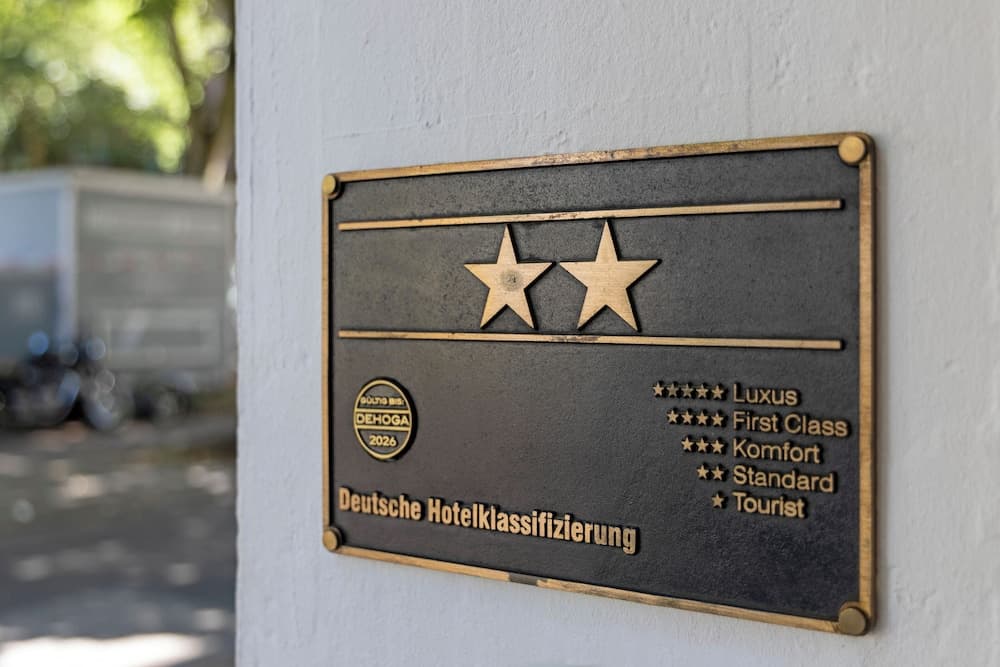 GÜLTIG BIS:
DEHOGA
2026
★★★★★ Luxus
★★★★ First Class
★★★ Komfort
★★ Standard
★ Tourist
Deutsche Hotelklassifizierung